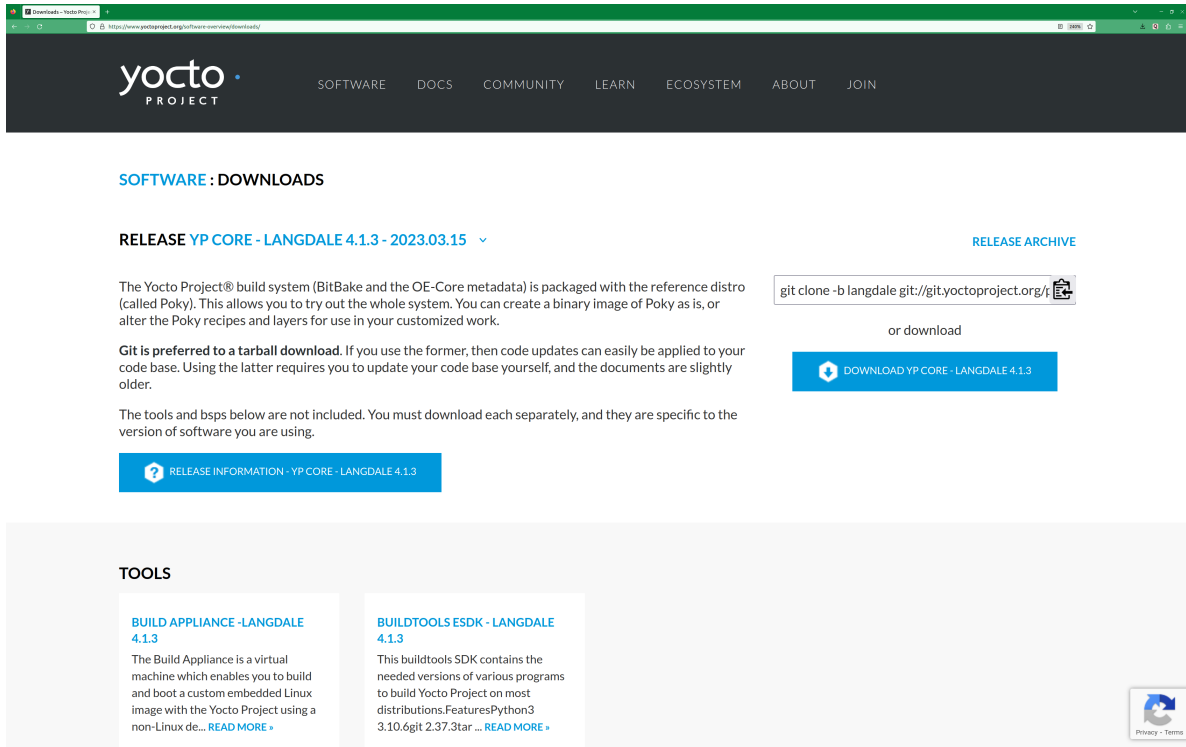 Downloads — Yocto Proje ×
https://www.yoctoproject.org/software-overview/downloads/
240%
yocto
PROJECT
SOFTWARE DOCS COMMUNITY LEARN ECOSYSTEM ABOUT JOIN
SOFTWARE : DOWNLOADS
RELEASE YP CORE - LANGDALE 4.1.3 - 2023.03.15
RELEASE ARCHIVE
The Yocto Project® build system (BitBake and the OE-Core metadata) is packaged with the reference distro
(called Poky). This allows you to try out the whole system. You can create a binary image of Poky as is, or
alter the Poky recipes and layers for use in your customized work.
Git is preferred to a tarball download. If you use the former, then code updates can easily be applied to your
code base. Using the latter requires you to update your code base yourself, and the documents are slightly
older.
The tools and bsps below are not included. You must download each separately, and they are specific to the
version of software you are using.
RELEASE INFORMATION - YP CORE - LANGDALE 4.1.3
git clone -b langdale git://git.yoctoproject.org/p
or download
DOWNLOAD YP CORE - LANGDALE 4.1.3
TOOLS
BUILD APPLIANCE -LANGDALE
4.1.3
The Build Appliance is a virtual
machine which enables you to build
and boot a custom embedded Linux
image with the Yocto Project using a
non-Linux de... READ MORE »
BUILDTOOLS ESDK - LANGDALE
4.1.3
This buildtools SDK contains the
needed versions of various programs
to build Yocto Project on most
distributions.FeaturesPython3
3.10.6git 2.37.3tar ... READ MORE »
Privacy - Terms